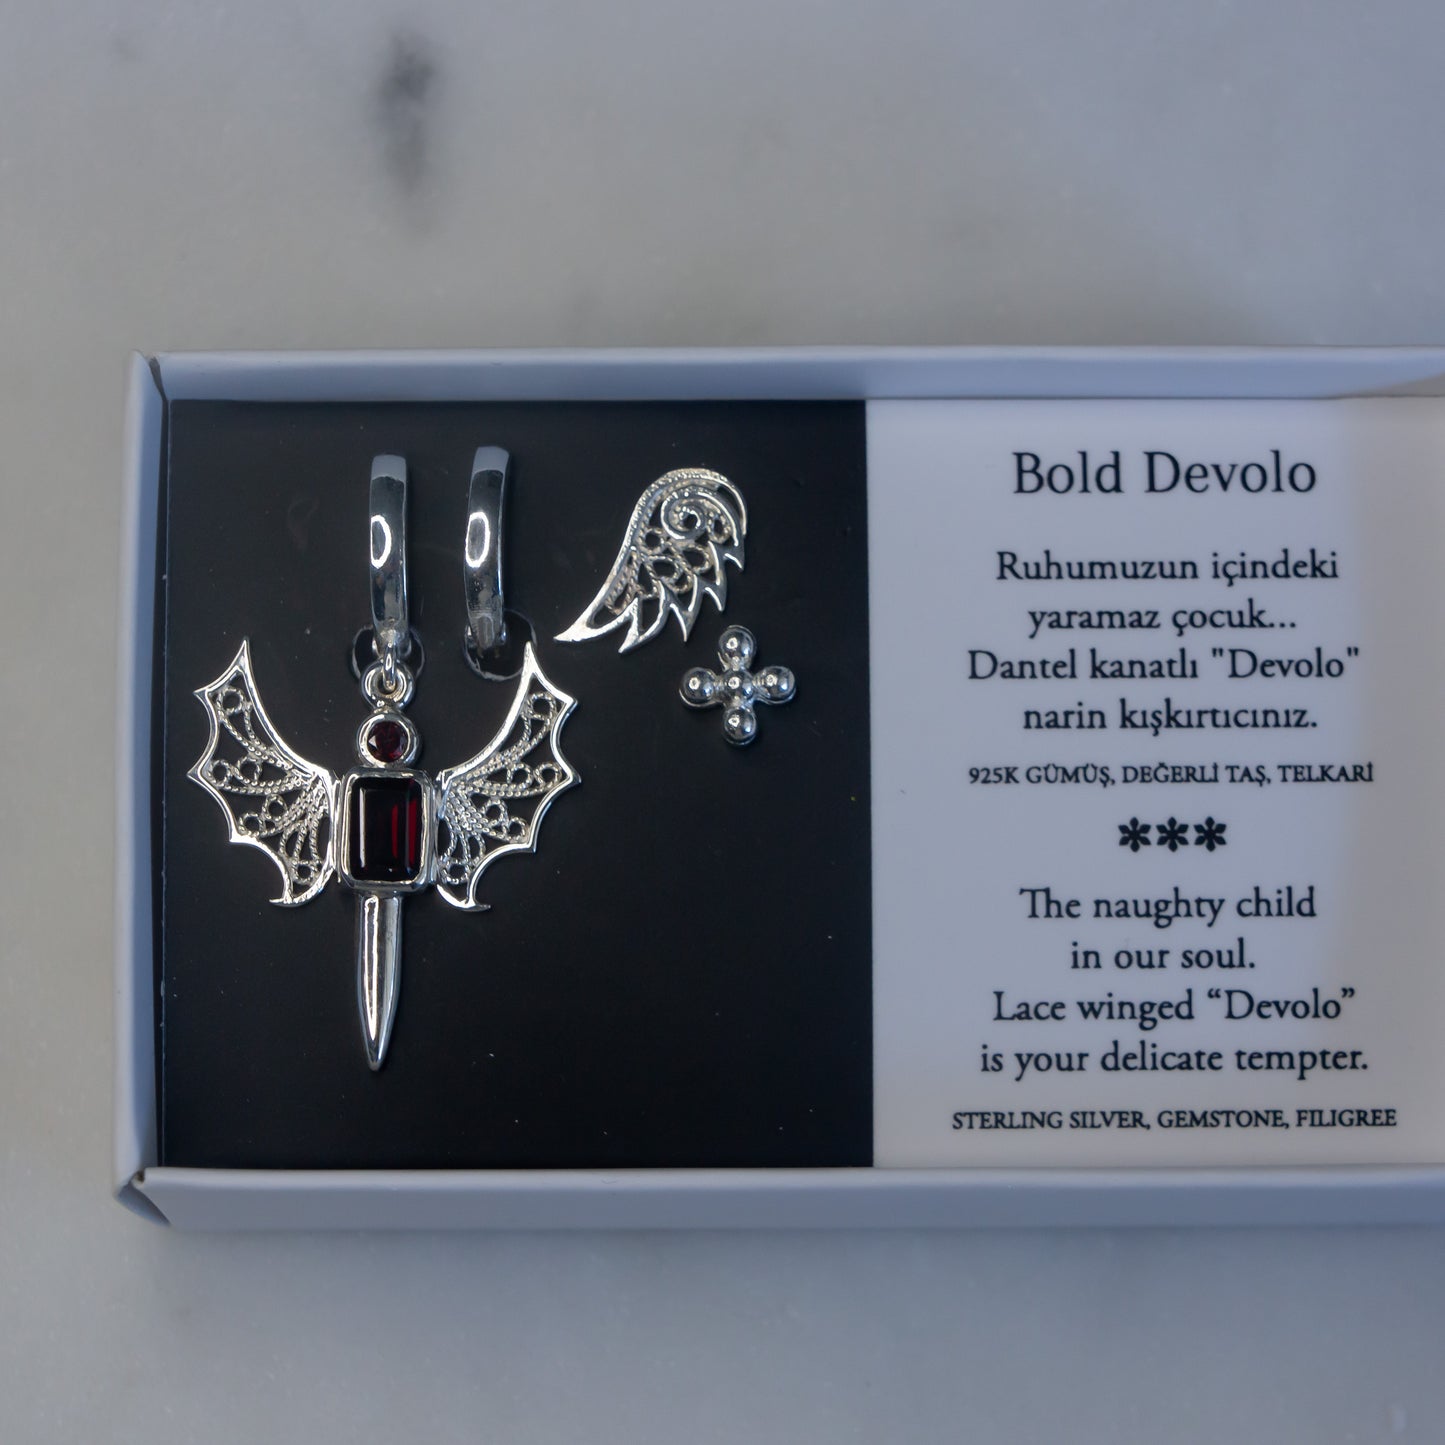 Bold Devolo
Ruhumuzun içindeki
yaramaz çocuk...
Dantel kanatlı "Devolo"
narin kışkırtıcınız.
925K GÜMÜŞ, DEĞERLİ TAŞ, TELKARİ
***
The naughty child
in our soul.
Lace winged “Devolo”
is your delicate tempter.
STERLING SILVER, GEMSTONE, FILIGREE